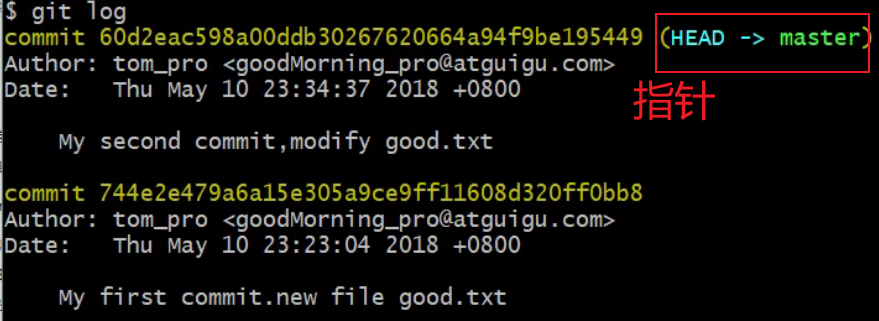 $ git log
commit 60d2eac598a00ddb30267620664a94f9be195449 (HEAD -> master)
Author: tom_pro <goodMorning_pro@atguigu.com>
Date:   Thu May 10 23:34:37 2018 +0800
指针
My second commit,modify good.txt
commit 744e2e479a6a15e305a9ce9ff11608d320ff0bb8
Author: tom_pro <goodMorning_pro@atguigu.com>
Date:   Thu May 10 23:23:04 2018 +0800
My first commit.new file good.txt